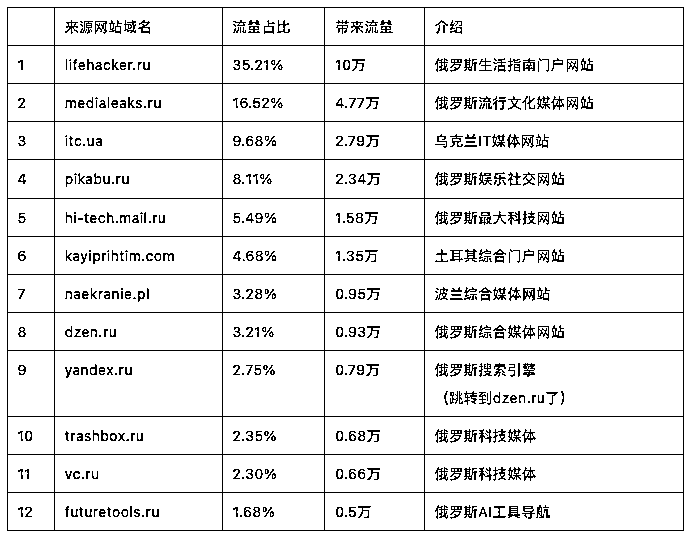 来源网站域名 流量占比 带来流量 介绍
1 lifehacker.ru 35.21% 10万 俄罗斯生活指南门户网站
2 medialeaks.ru 16.52% 4.77万 俄罗斯流行文化媒体网站
3 itc.ua 9.68% 2.79万 乌克兰IT媒体网站
4 pikabu.ru 8.11% 2.34万 俄罗斯娱乐社交网站
5 hi-tech.mail.ru 5.49% 1.58万 俄罗斯最大科技网站
6 kayiprihtim.com 4.68% 1.35万 土耳其综合门户网站
7 naekranie.pl 3.28% 0.95万 波兰综合媒体网站
8 dzen.ru 3.21% 0.93万 俄罗斯综合媒体网站
9 yandex.ru 2.75% 0.79万 俄罗斯搜索引擎
（跳转到dzen.ru了）
10 trashbox.ru 2.35% 0.68万 俄罗斯科技媒体
11 vc.ru 2.30% 0.66万 俄罗斯科技媒体
12 futuretools.ru 1.68% 0.5万 俄罗斯AI工具导航